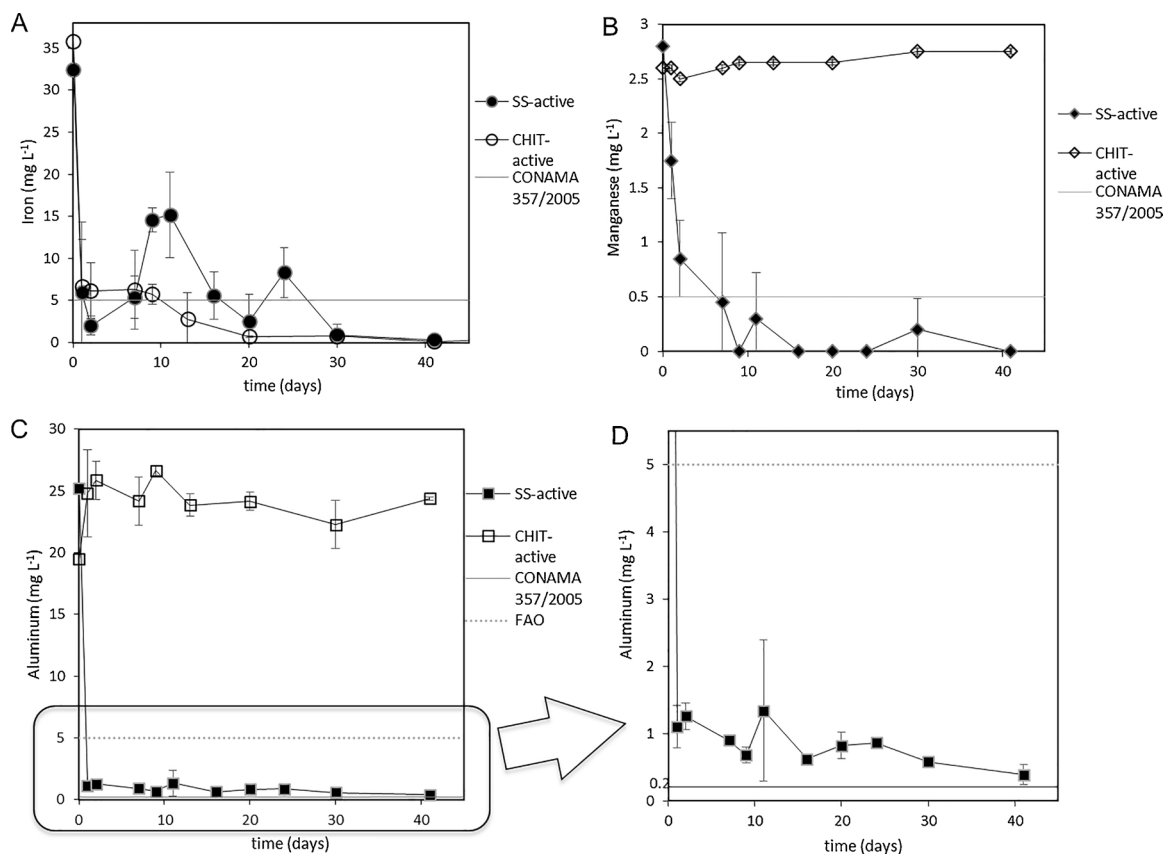 A
Iron (mg L-1)
35
30
25
20
15
10
5
0
0 10 20 30 40
time (days)
SS-active
CHIT-
active
CONAMA
357/2005
B
Manganese (mg L-1)
3
2.5
2
1.5
1
0.5
0
0 10 20 30 40
time (days)
SS-active
CHIT-
active
CONAMA
357/2005
C
Aluminum (mg L-1)
30
25
20
15
10
5
0
0 10 20 30 40
time (days)
SS-active
CHIT-
active
CONAMA
357/2005
FAO
D
Aluminum (mg L-1)
5
4
3
2
1
0.2
0
0 10 20 30 40
time (days)